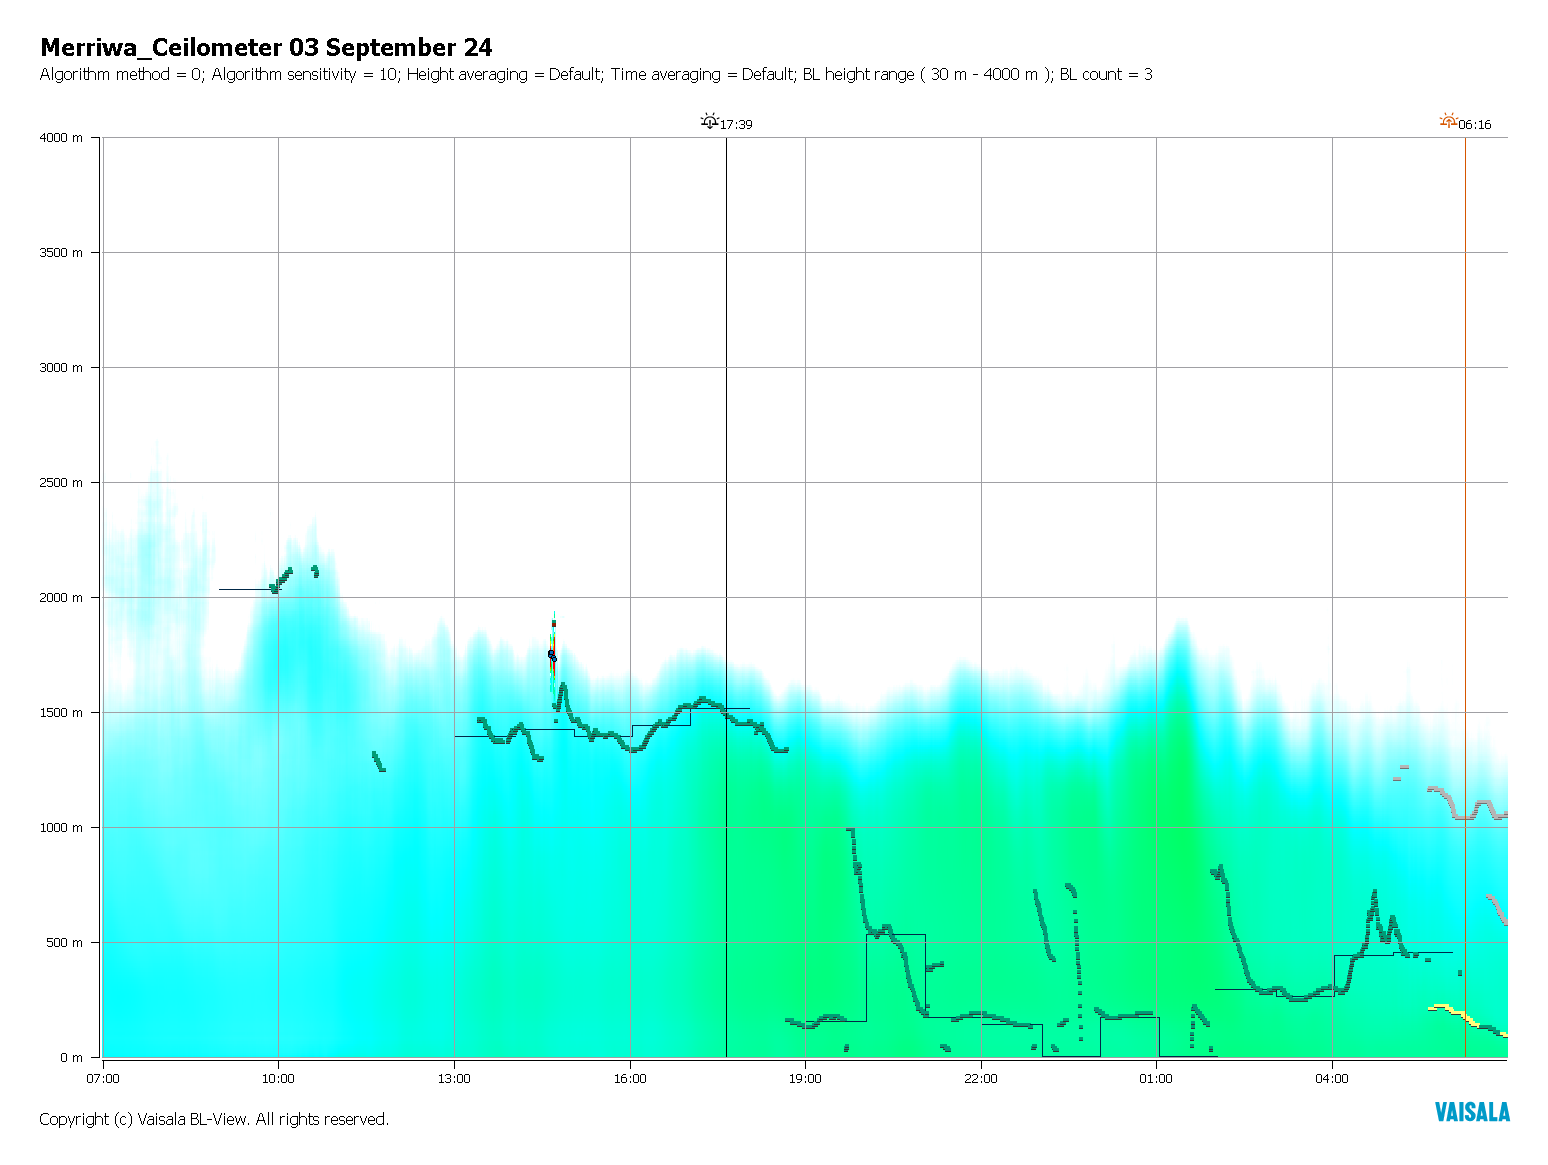 Merriwa_Ceilometer 03 September 24
Algorithm method = 0; Algorithm sensitivity = 10; Height averaging = Default; Time averaging = Default; BL height range ( 30 m - 4000 m ); BL count = 3
17:39
06:16
4000 m
3500 m
3000 m
2500 m
2000 m
1500 m
1000 m
500 m
0 m
07:00
10:00
13:00
16:00
19:00
22:00
01:00
04:00
Copyright (c) Vaisala BL-View. All rights reserved.
VAISALA